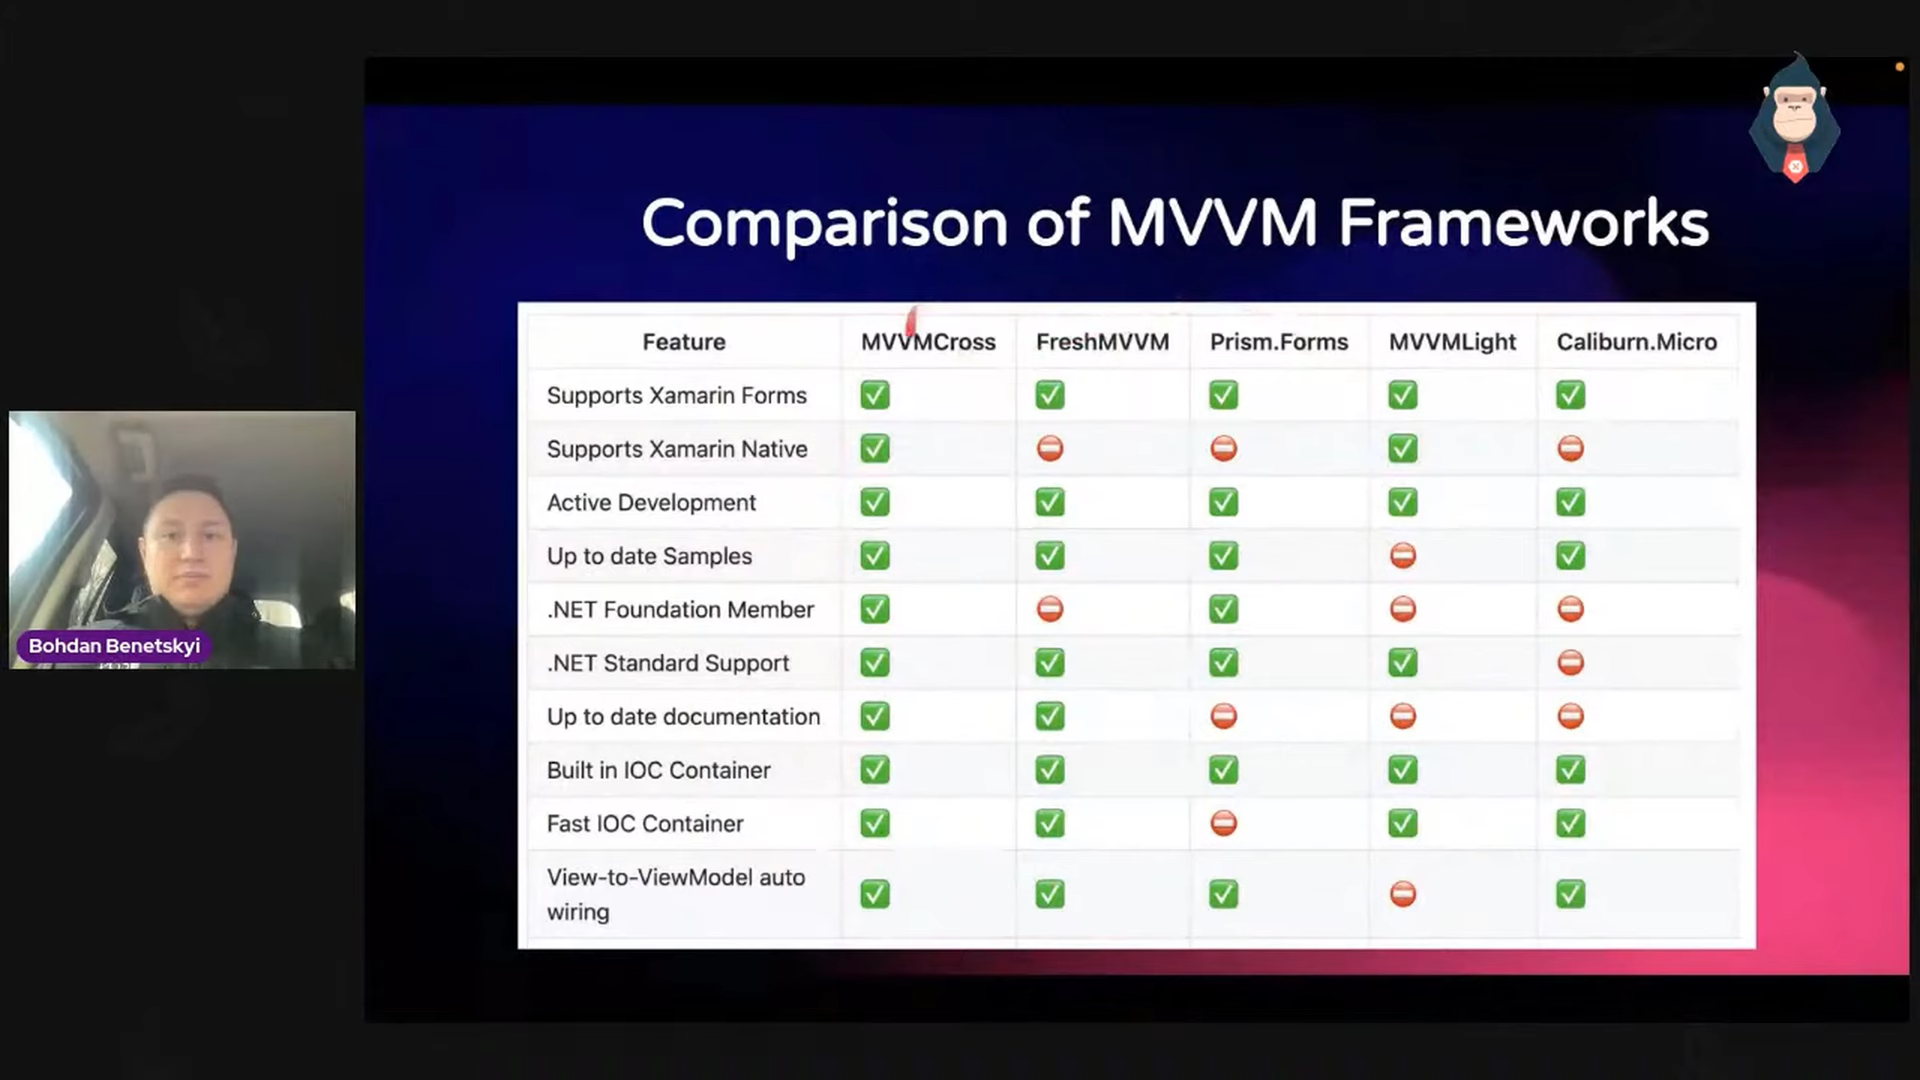 Comparison of MVVM Frameworks
Feature MVVMCross FreshMVVM Prism.Forms MVVMLight Caliburn.Micro
Supports Xamarin Forms ✅ ✅ ✅ ✅ ✅
Supports Xamarin Native ✅ ⛔ ⛔ ✅ ⛔
Active Development ✅ ✅ ✅ ✅ ✅
Up to date Samples ✅ ✅ ✅ ⛔ ✅
.NET Foundation Member ✅ ⛔ ✅ ⛔ ⛔
.NET Standard Support ✅ ✅ ✅ ✅ ⛔
Up to date documentation ✅ ✅ ⛔ ⛔ ⛔
Built in IOC Container ✅ ✅ ✅ ✅ ✅
Fast IOC Container ✅ ✅ ⛔ ✅ ✅
View-to-ViewModel auto
wiring ✅ ✅ ✅ ⛔ ✅
Bohdan Benetskyi